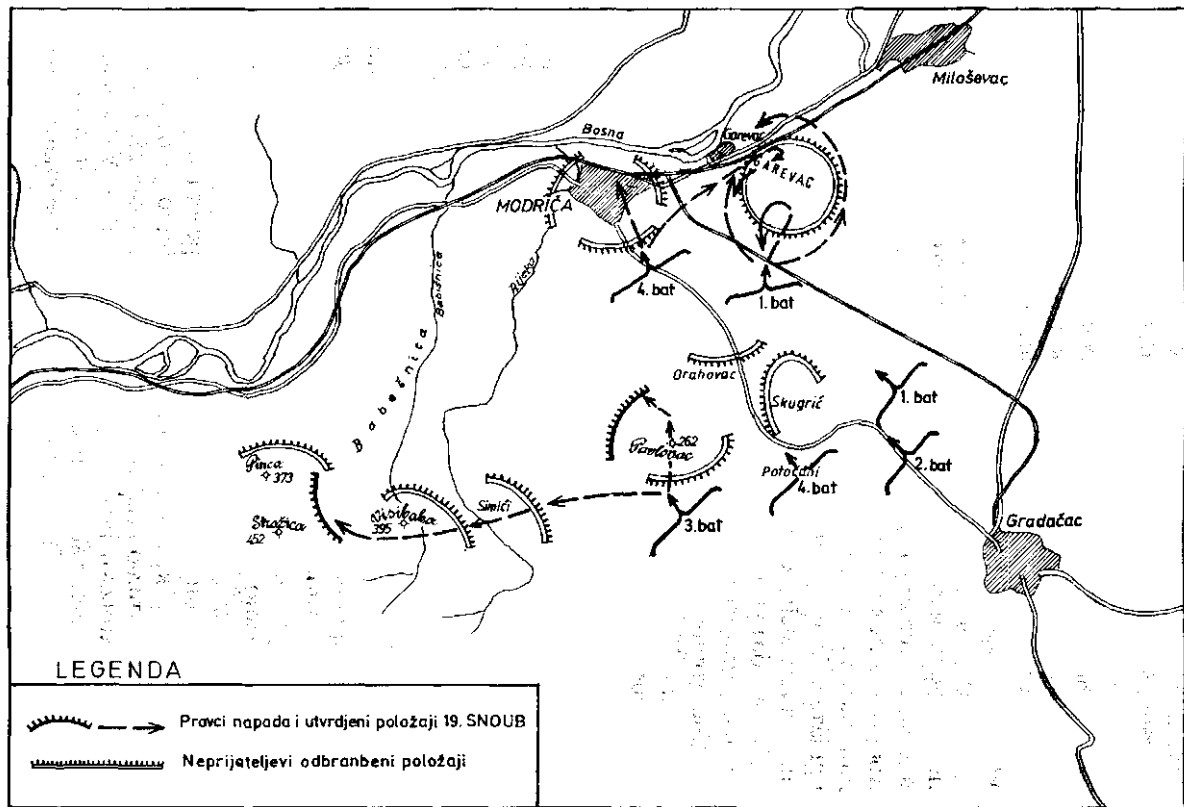 Miloševac
Bosna
Garevac
GAREVAC
MODRIČA
Rijeka
Babešnica
4. bat
1. bat
Babešnica
Orahovac
Skugrić
1. bat
262
Pavlovac
Potočani
2. bat
4. bat
Pinca
373
Simići
3. bat
Visikaka
395
Stražica
452
Gradačac
LEGENDA
Pravci napada i utvrdjeni položaji 19. SNOUB
Neprijateljevi odbranbeni položaji